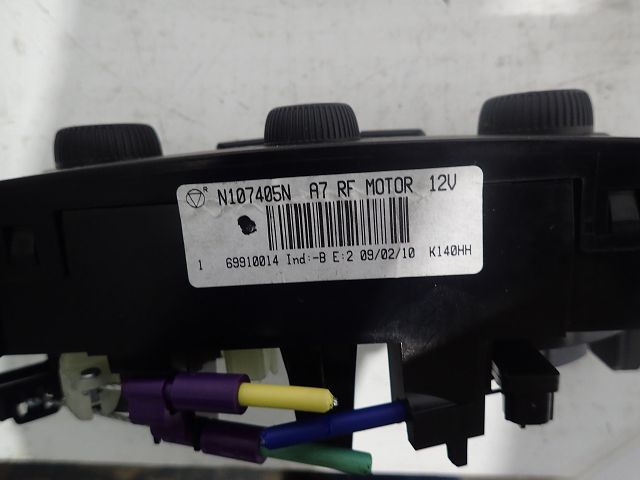 R N107405N A7 RF MOTOR 12V
1 69910014 Ind:-B E:2 09/02/10 K140HH